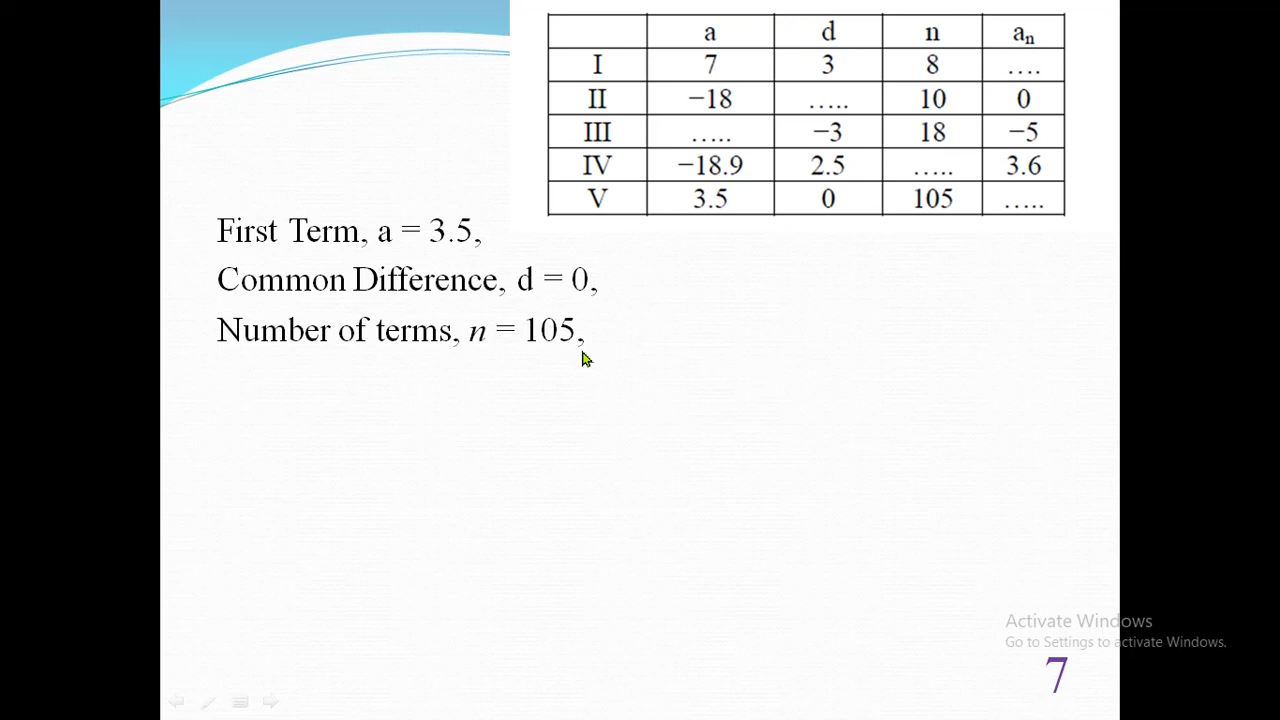 a d n an
I 7 3 8 ….
II −18 ….. 10 0
III ….. −3 18 −5
IV −18.9 2.5 ….. 3.6
V 3.5 0 105 …..
First Term, a = 3.5,
Common Difference, d = 0,
Number of terms, n = 105,
Activate Windows
Go to Settings to activate Windows.
7